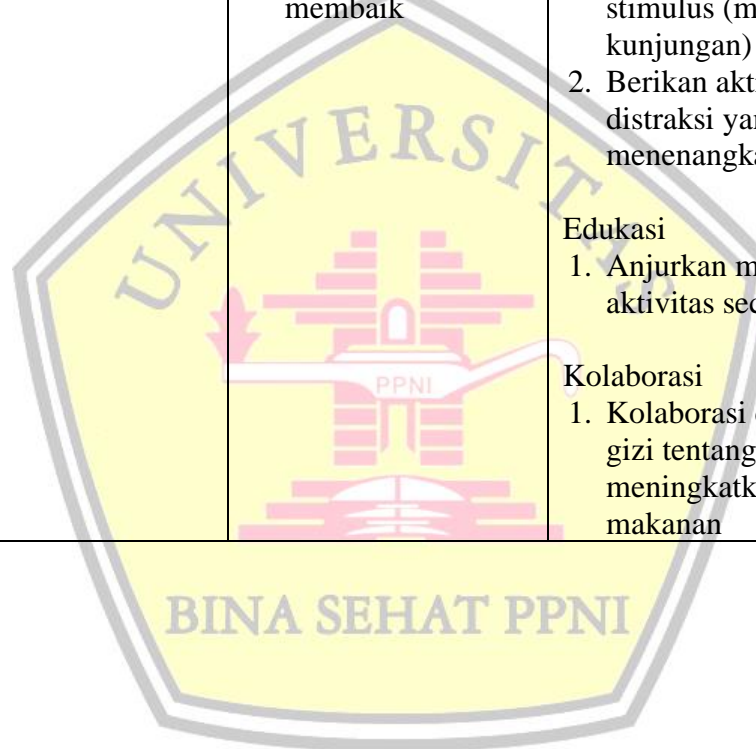 membaik
stimulus (m
kunjungan)
2. Berikan akt
distraksi ya
menenangka
Edukasi
1. Anjurkan m
aktivitas sec
Kolaborasi
1. Kolaborasi
gizi tentang
meningkatk
makanan
UNIVERSITAS
PPNI
BINA SEHAT PPNI